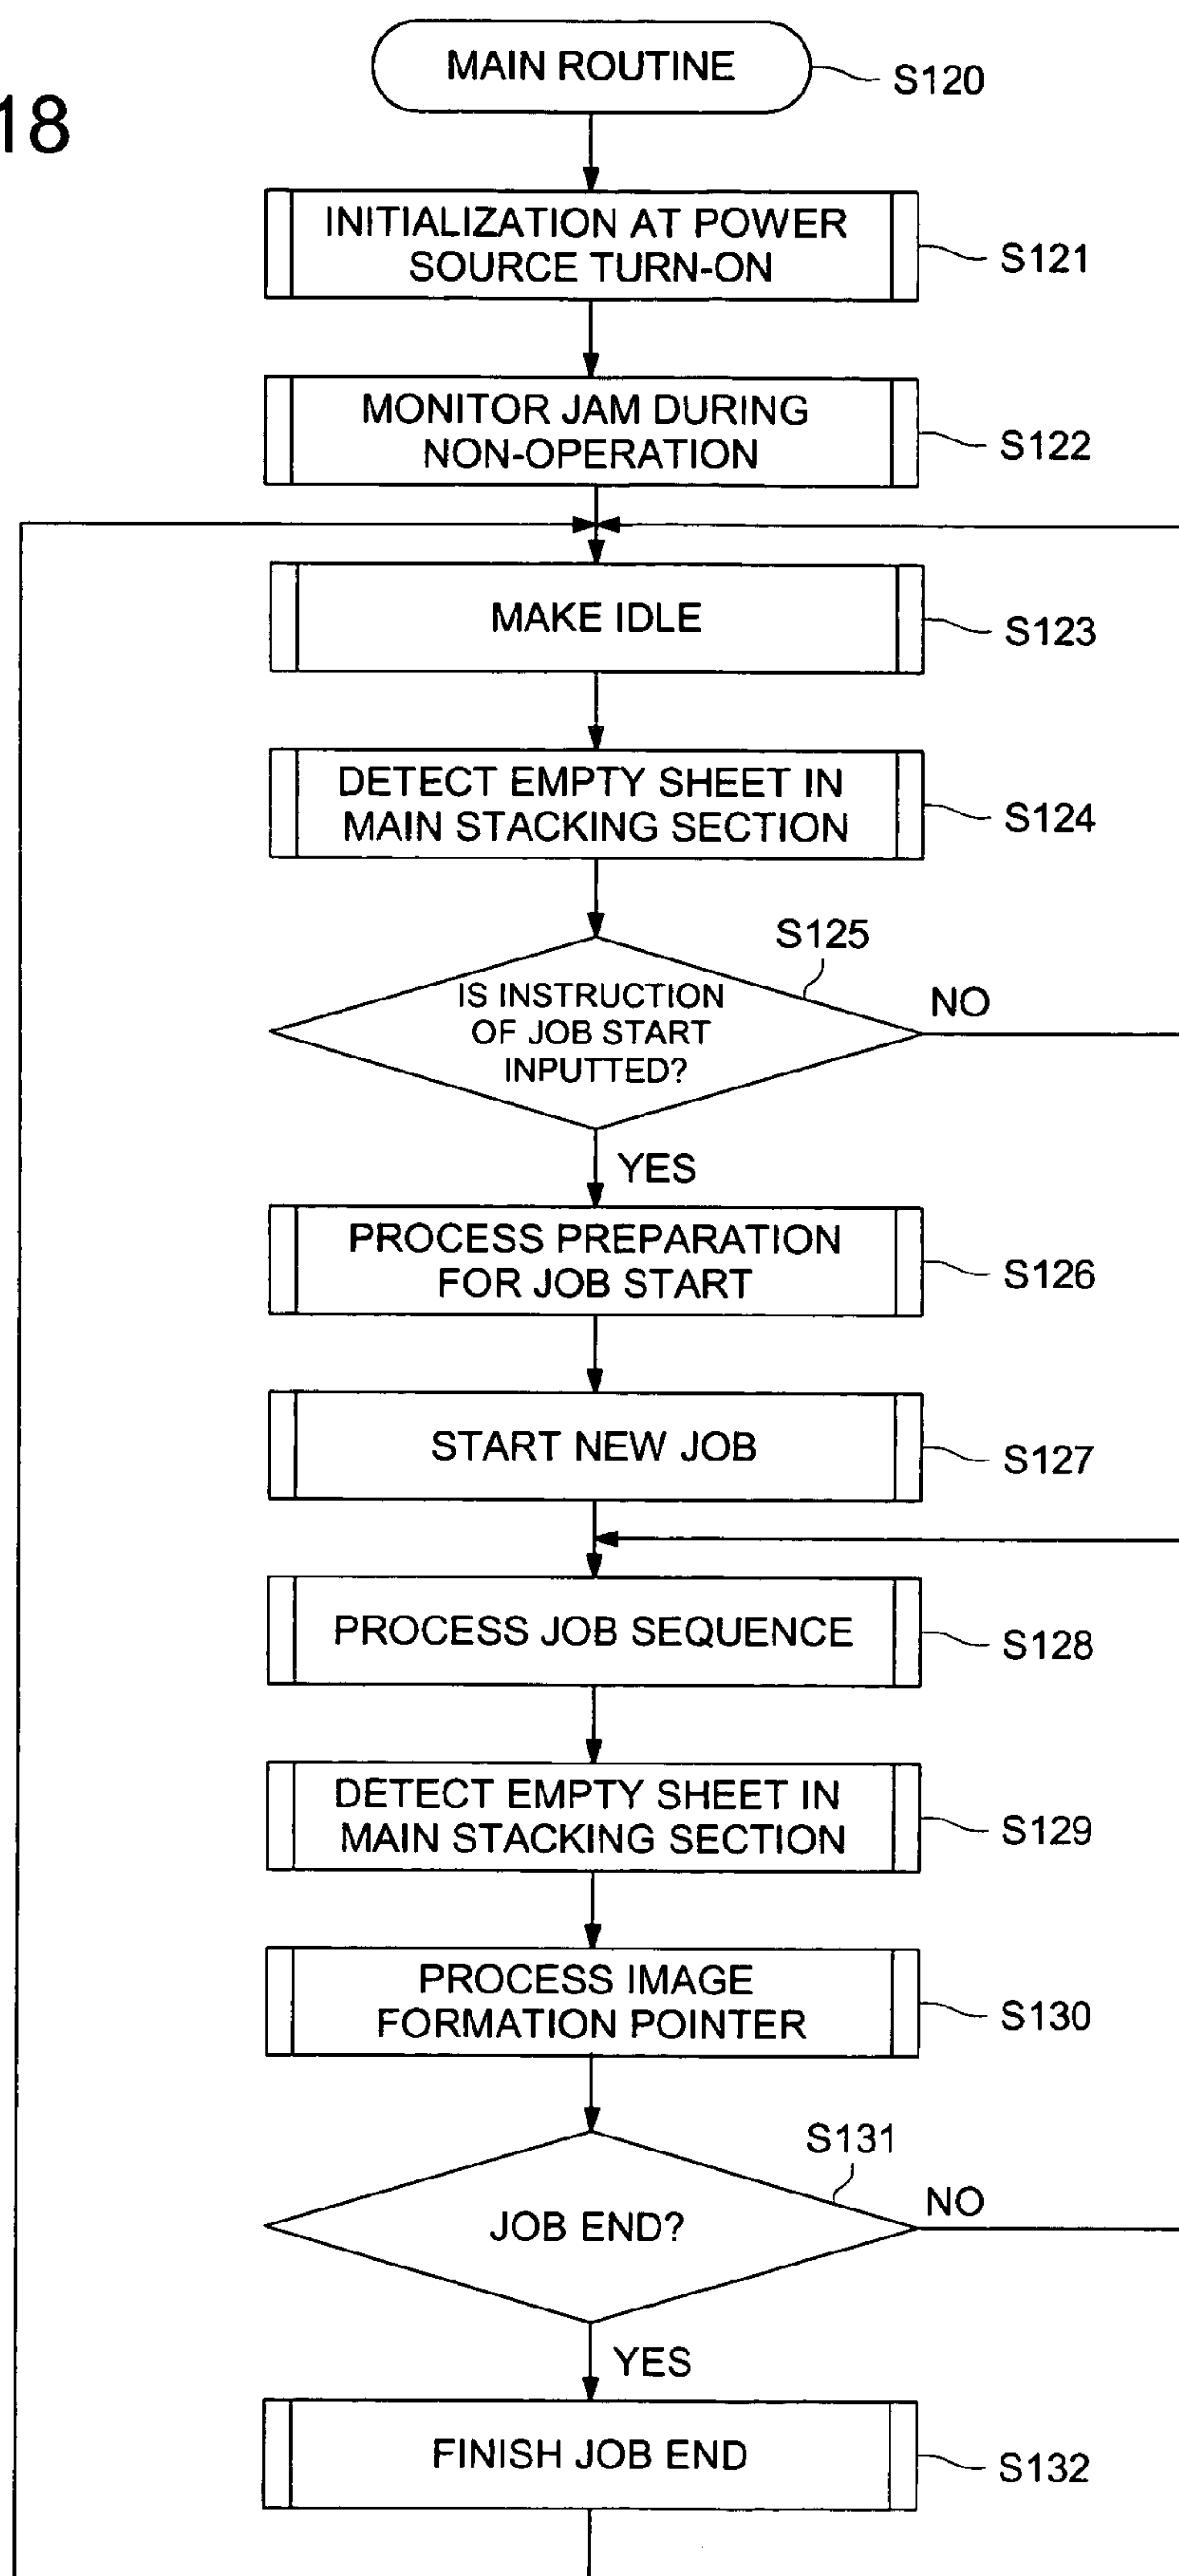 18
MAIN ROUTINE
S120
INITIALIZATION AT POWER
SOURCE TURN-ON
S121
MONITOR JAM DURING
NON-OPERATION
S122
MAKE IDLE
S123
DETECT EMPTY SHEET IN
MAIN STACKING SECTION
S124
S125
IS INSTRUCTION
OF JOB START
INPUTTED?
NO
YES
PROCESS PREPARATION
FOR JOB START
S126
START NEW JOB
S127
PROCESS JOB SEQUENCE
S128
DETECT EMPTY SHEET IN
MAIN STACKING SECTION
S129
PROCESS IMAGE
FORMATION POINTER
S130
S131
JOB END?
NO
YES
FINISH JOB END
S132